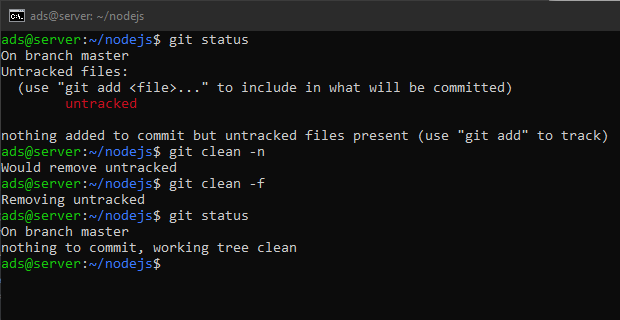 ads@server: ~/nodejs
ads@server:~/nodejs$ git status
On branch master
Untracked files:
  (use "git add <file>..." to include in what will be committed)
        untracked

nothing added to commit but untracked files present (use "git add" to track)
ads@server:~/nodejs$ git clean -n
Would remove untracked
ads@server:~/nodejs$ git clean -f
Removing untracked
ads@server:~/nodejs$ git status
On branch master
nothing to commit, working tree clean
ads@server:~/nodejs$